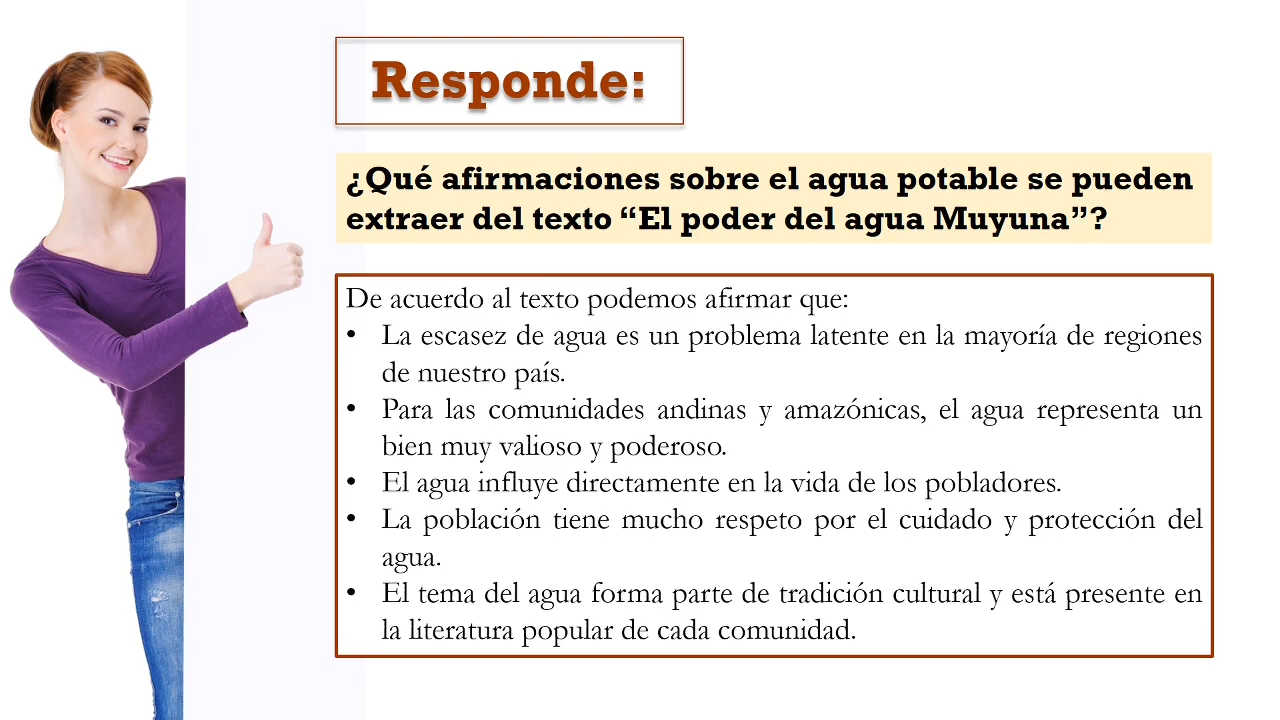 Responde:
¿Qué afirmaciones sobre el agua potable se pueden
extraer del texto “El poder del agua Muyuna”?
De acuerdo al texto podemos afirmar que:
• La escasez de agua es un problema latente en la mayoría de regiones
de nuestro país.
• Para las comunidades andinas y amazónicas, el agua representa un
bien muy valioso y poderoso.
• El agua influye directamente en la vida de los pobladores.
• La población tiene mucho respeto por el cuidado y protección del
agua.
• El tema del agua forma parte de tradición cultural y está presente en
la literatura popular de cada comunidad.